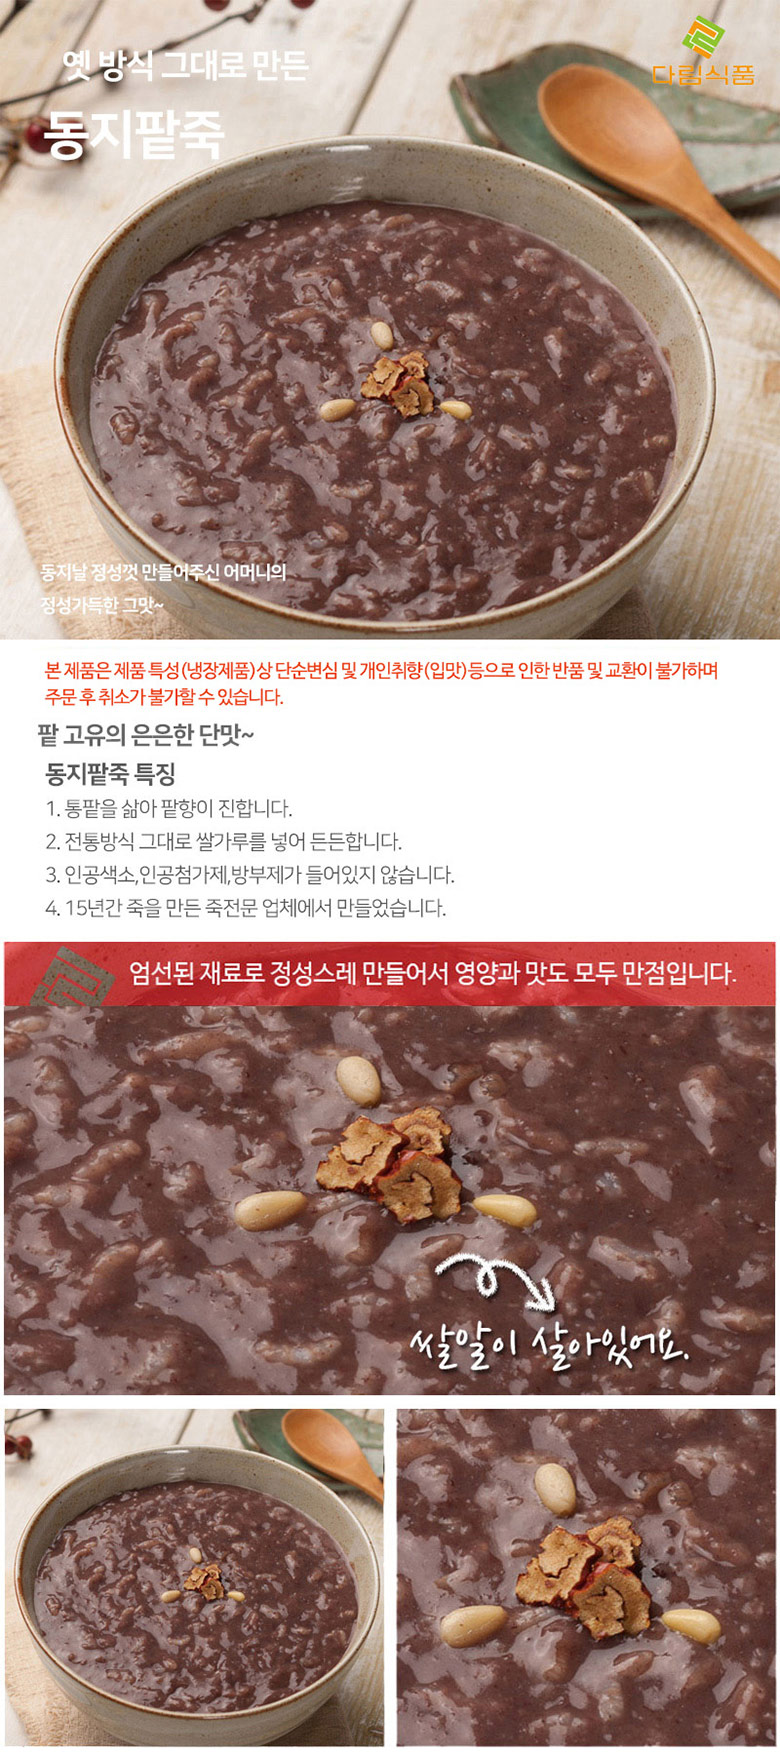 옛 방식 그대로 만든
다림식품
동지팥죽
동지날 정성껏 만들어주신 어머니의
정성가득한 그맛~
본 제품은 제품 특성(냉장제품)상 단순변심 및 개인취향(입맛)등으로 인한 반품 및 교환이 불가하며
주문 후 취소가 불가할 수 있습니다.
팥 고유의 은은한 단맛~
동지팥죽 특징
1. 통팥을 삶아 팥향이 진합니다.
2. 전통방식 그대로 쌀가루를 넣어 든든합니다.
3. 인공색소,인공첨가제,방부제가 들어있지 않습니다.
4. 15년간 죽을 만든 죽전문 업체에서 만들었습니다.
엄선된 재료로 정성스레 만들어서 영양과 맛도 모두 만점입니다.
쌀알이 살아있어요.